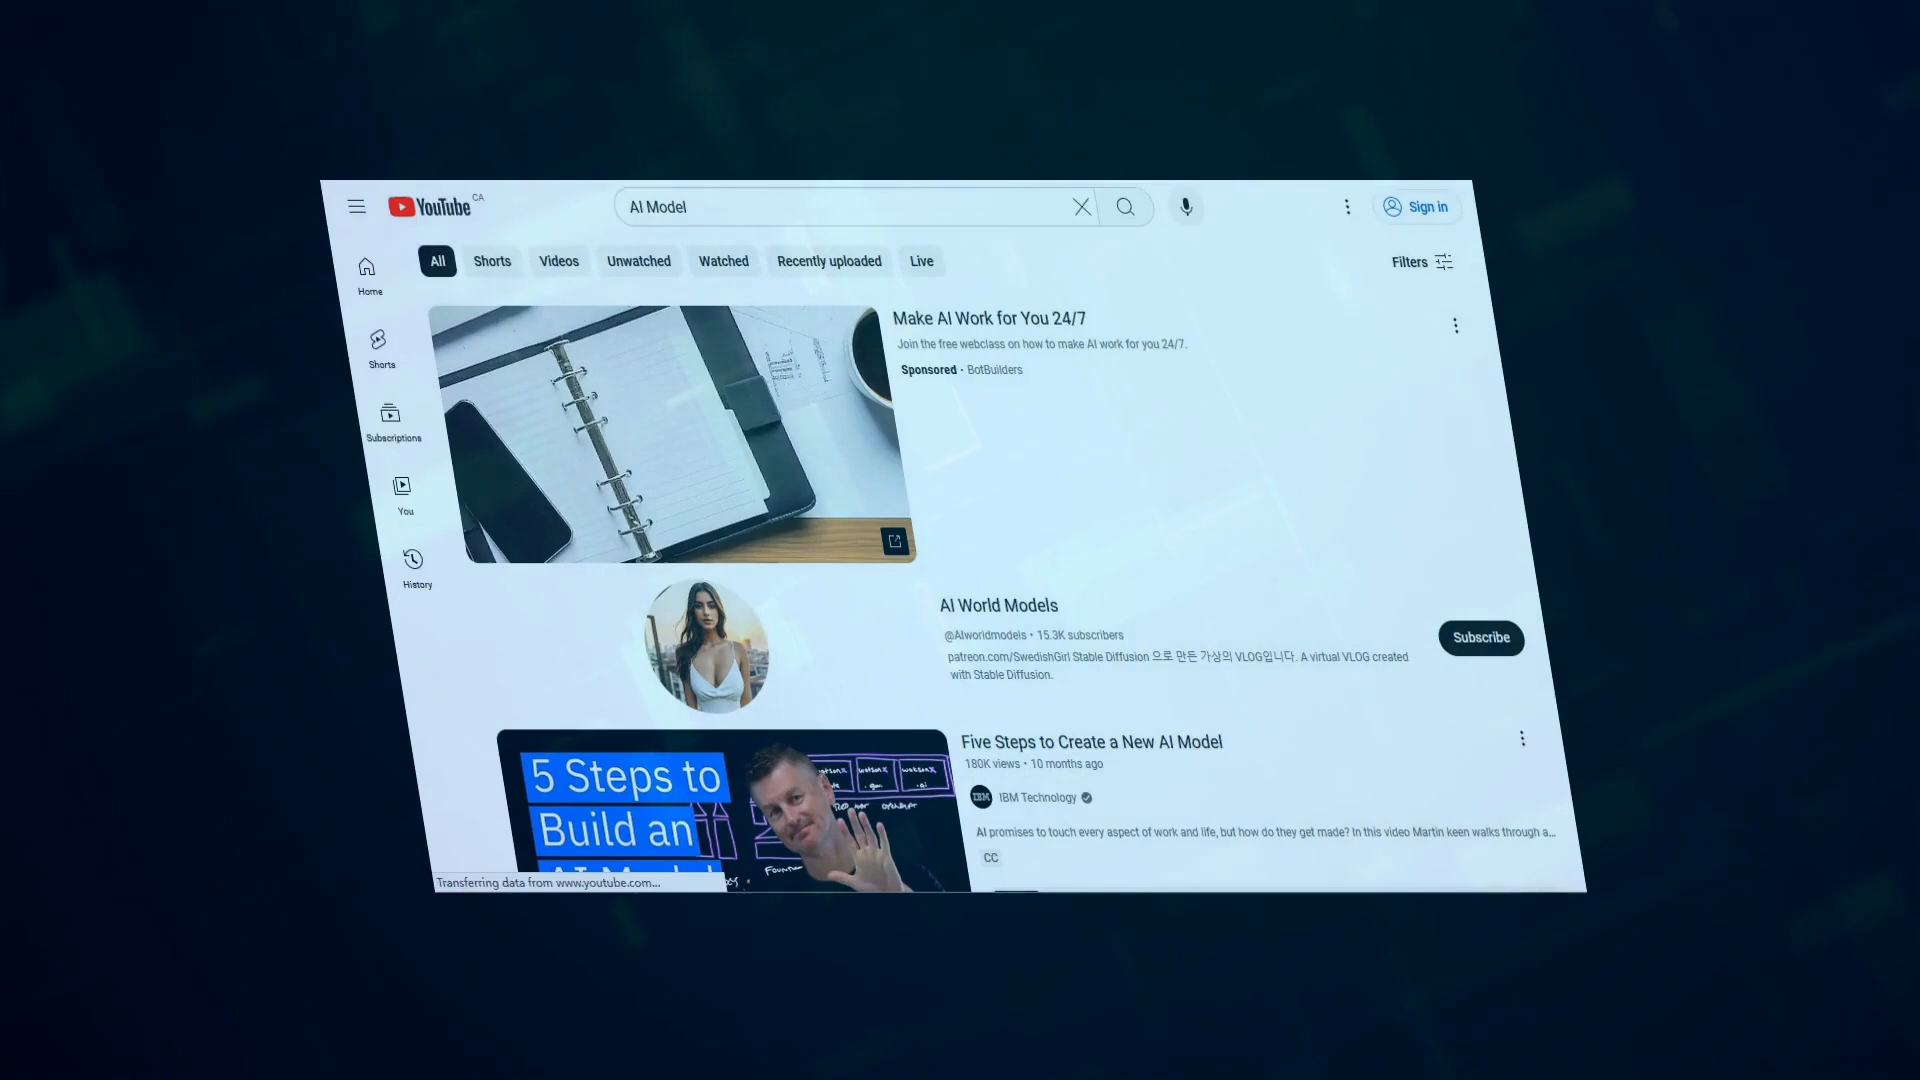 YouTube CA
AI Model
Sign in
All
Shorts
Videos
Unwatched
Watched
Recently uploaded
Live
Filters
Home
Shorts
Subscriptions
You
History
Make AI Work for You 24/7
Join the free webclass on how to make AI work for you 24/7.
Sponsored · BotBuilders
AI World Models
@AIworldmodels • 15.3K subscribers
patreon.com/SwedishGirl Stable Diffusion 으로 만든 가상의 VLOG입니다. A virtual VLOG created
with Stable Diffusion.
Subscribe
5 Steps to
Build an
watsonx
watsonx
.ai
Five Steps to Create a New AI Model
180K views • 10 months ago
IBM
IBM Technology
AI promises to touch every aspect of work and life, but how do they get made? In this video Martin keen walks through a...
CC
Transferring data from www.youtube.com...